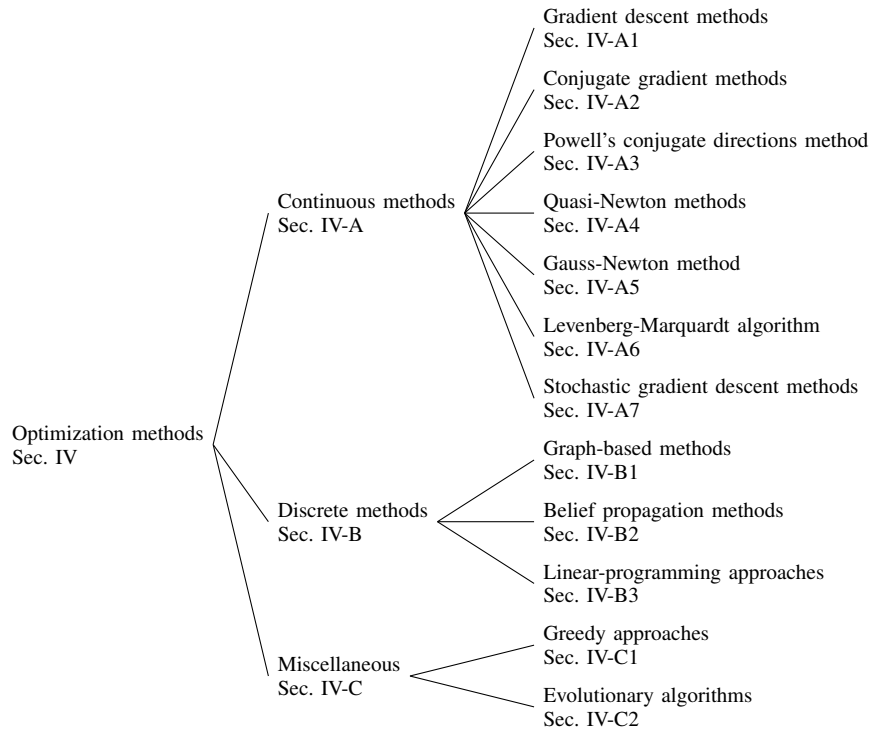 Gradient descent methods
Sec. IV-A1
Conjugate gradient methods
Sec. IV-A2
Powell's conjugate directions method
Sec. IV-A3
Continuous methods
Sec. IV-A
Quasi-Newton methods
Sec. IV-A4
Gauss-Newton method
Sec. IV-A5
Levenberg-Marquardt algorithm
Sec. IV-A6
Stochastic gradient descent methods
Sec. IV-A7
Optimization methods
Sec. IV
Graph-based methods
Sec. IV-B1
Discrete methods
Sec. IV-B
Belief propagation methods
Sec. IV-B2
Linear-programming approaches
Sec. IV-B3
Miscellaneous
Sec. IV-C
Greedy approaches
Sec. IV-C1
Evolutionary algorithms
Sec. IV-C2